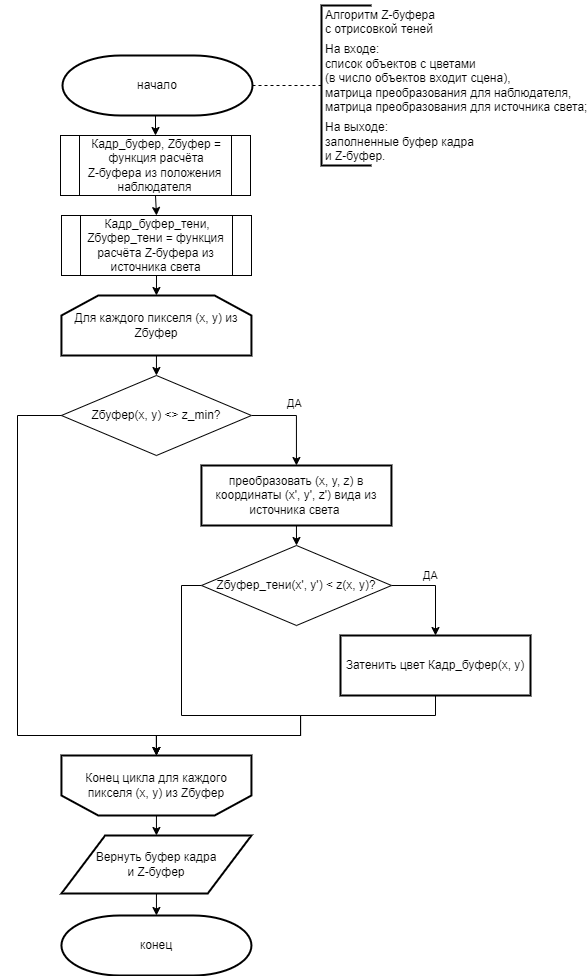 Алгоритм Z-буфера
с отрисовкой теней
На входе:
список объектов с цветами
(в число объектов входит сцена),
матрица преобразования для наблюдателя,
матрица преобразования для источника света;
На выходе:
заполненные буфер кадра
и Z-буфер.
начало
Кадр_буфер, Zбуфер =
функция расчёта
Z-буфера из положения
наблюдателя
Кадр_буфер_тени,
Zбуфер_тени = функция
расчёта Z-буфера из
источника света
Для каждого пикселя (x, y) из
Zбуфер
Zбуфер(x, y) <> z_min?
ДА
преобразовать (x, y, z) в
координаты (x', y', z') вида из
источника света
Zбуфер_тени(x', y') < z(x, y)?
ДА
Затенить цвет Кадр_буфер(x, y)
Конец цикла для каждого
пикселя (x, y) из Zбуфер
Вернуть буфер кадра
и Z-буфер
конец